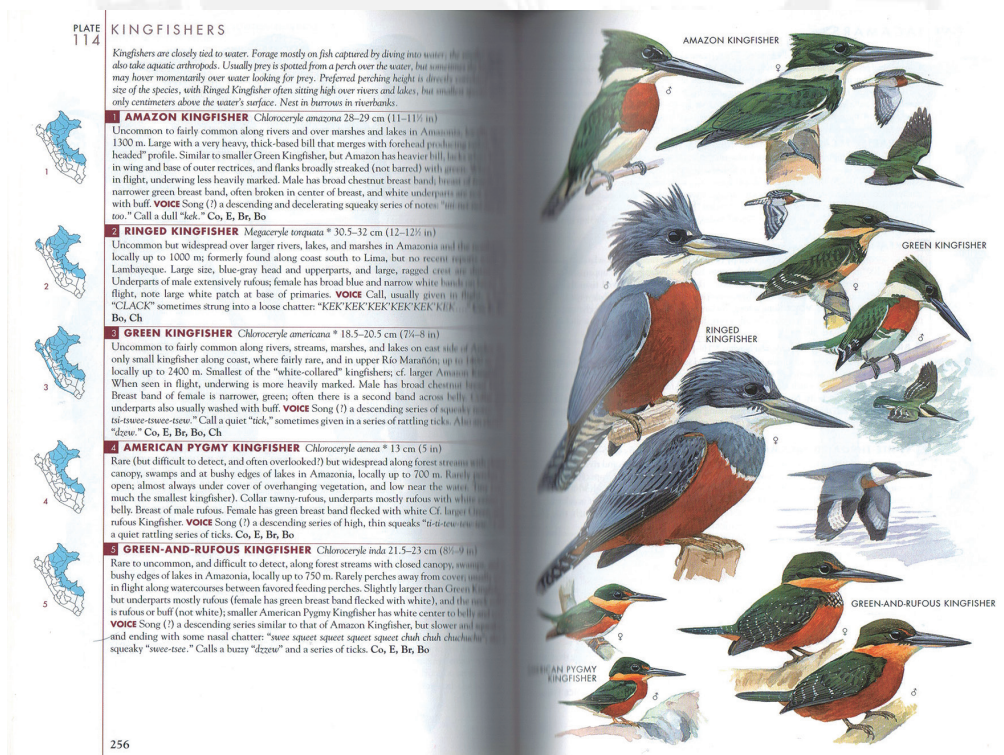 PLATE
114
KINGFISHERS
Kingfishers are closely tied to water. Forage mostly on fish captured by diving into water,
also take aquatic arthropods. Usually prey is spotted from a perch over the water, but sometimes
may hover momentarily over water looking for prey. Preferred perching height is directly
size of the species, with Ringed Kingfisher often sitting high over rivers and lakes, but smallest
only centimeters above the water's surface. Nest in burrows in riverbanks.
1 AMAZON KINGFISHER Chloroceryle amazona 28–29 cm (11–11½ in)
Uncommon to fairly common along rivers and over marshes and lakes in Amazonia,
1300 m. Large with a very heavy, thick-based bill that merges with forehead producing
headed" profile. Similar to smaller Green Kingfisher, but Amazon has heavier bill,
in wing and base of outer rectrices, and flanks broadly streaked (not barred) with green.
in flight, underwing less heavily marked. Male has broad chestnut breast band;
narrower green breast band, often broken in center of breast, and white underparts
with buff. VOICE Song (?) a descending and decelerating squeaky series of notes:
too." Call a dull "kek." Co, E, Br, Bo
2 RINGED KINGFISHER Megaceryle torquata * 30.5–32 cm (12–12½ in)
Uncommon but widespread over larger rivers, lakes, and marshes in Amazonia and
locally up to 1000 m; formerly found along coast south to Lima, but no recent
Lambayeque. Large size, blue-gray head and upperparts, and large, ragged crest
Underparts of male extensively rufous; female has broad blue and narrow white
flight, note large white patch at base of primaries. VOICE Call, usually given in
"CLACK" sometimes strung into a loose chatter: "KEK'KEK'KEK'KEK'KEK'KEK
Bo, Ch
3 GREEN KINGFISHER Chloroceryle americana * 18.5–20.5 cm (7¼–8 in)
Uncommon to fairly common along rivers, streams, marshes, and lakes on east side of
only small kingfisher along coast, where fairly rare, and in upper Río Marañón; up to
locally up to 2400 m. Smallest of the "white-collared" kingfishers; cf. larger Amazon
When seen in flight, underwing is more heavily marked. Male has broad chestnut
Breast band of female is narrower, green; often there is a second band across belly.
underparts also usually washed with buff. VOICE Song (?) a descending series of squeaky
tsi-tswee-tswee-tsew." Call a quiet "tick," sometimes given in a series of rattling ticks. Also
"dzew." Co, E, Br, Bo, Ch
4 AMERICAN PYGMY KINGFISHER Chloroceryle aenea * 13 cm (5 in)
Rare (but difficult to detect, and often overlooked?) but widespread along forest streams
canopy, swamps and at bushy edges of lakes in Amazonia, locally up to 700 m. Rarely
open; almost always under cover of overhanging vegetation, and low near the water.
much the smallest kingfisher). Collar tawny-rufous, underparts mostly rufous with white
belly. Breast of male rufous. Female has green breast band flecked with white Cf. larger
rufous Kingfisher. VOICE Song (?) a descending series of high, thin squeaks "ti-ti-tew-tew
a quiet rattling series of ticks. Co, E, Br, Bo
5 GREEN-AND-RUFOUS KINGFISHER Chloroceryle inda 21.5–23 cm (8½–9 in)
Rare to uncommon, and difficult to detect, along forest streams with closed canopy,
bushy edges of lakes in Amazonia, locally up to 750 m. Rarely perches away from cover;
in flight along watercourses between favored feeding perches. Slightly larger than Green
but underparts mostly rufous (female has green breast band flecked with white), and the
is rufous or buff (not white); smaller American Pygmy Kingfisher has white center to belly
VOICE Song (?) a descending series similar to that of Amazon Kingfisher, but slower and
and ending with some nasal chatter: "swee squeet squeet squeet squeet chuh chuh chuchuchu";
squeaky "swee-tsee." Calls a buzzy "dzzew" and a series of ticks. Co, E, Br, Bo
1
2
3
4
5
256
AMAZON KINGFISHER
♀
♂
GREEN KINGFISHER
♀
♂
♂
RINGED
KINGFISHER
♀
GREEN-AND-RUFOUS KINGFISHER
♀
♀
PYGMY
KINGFISHER
♂
♂